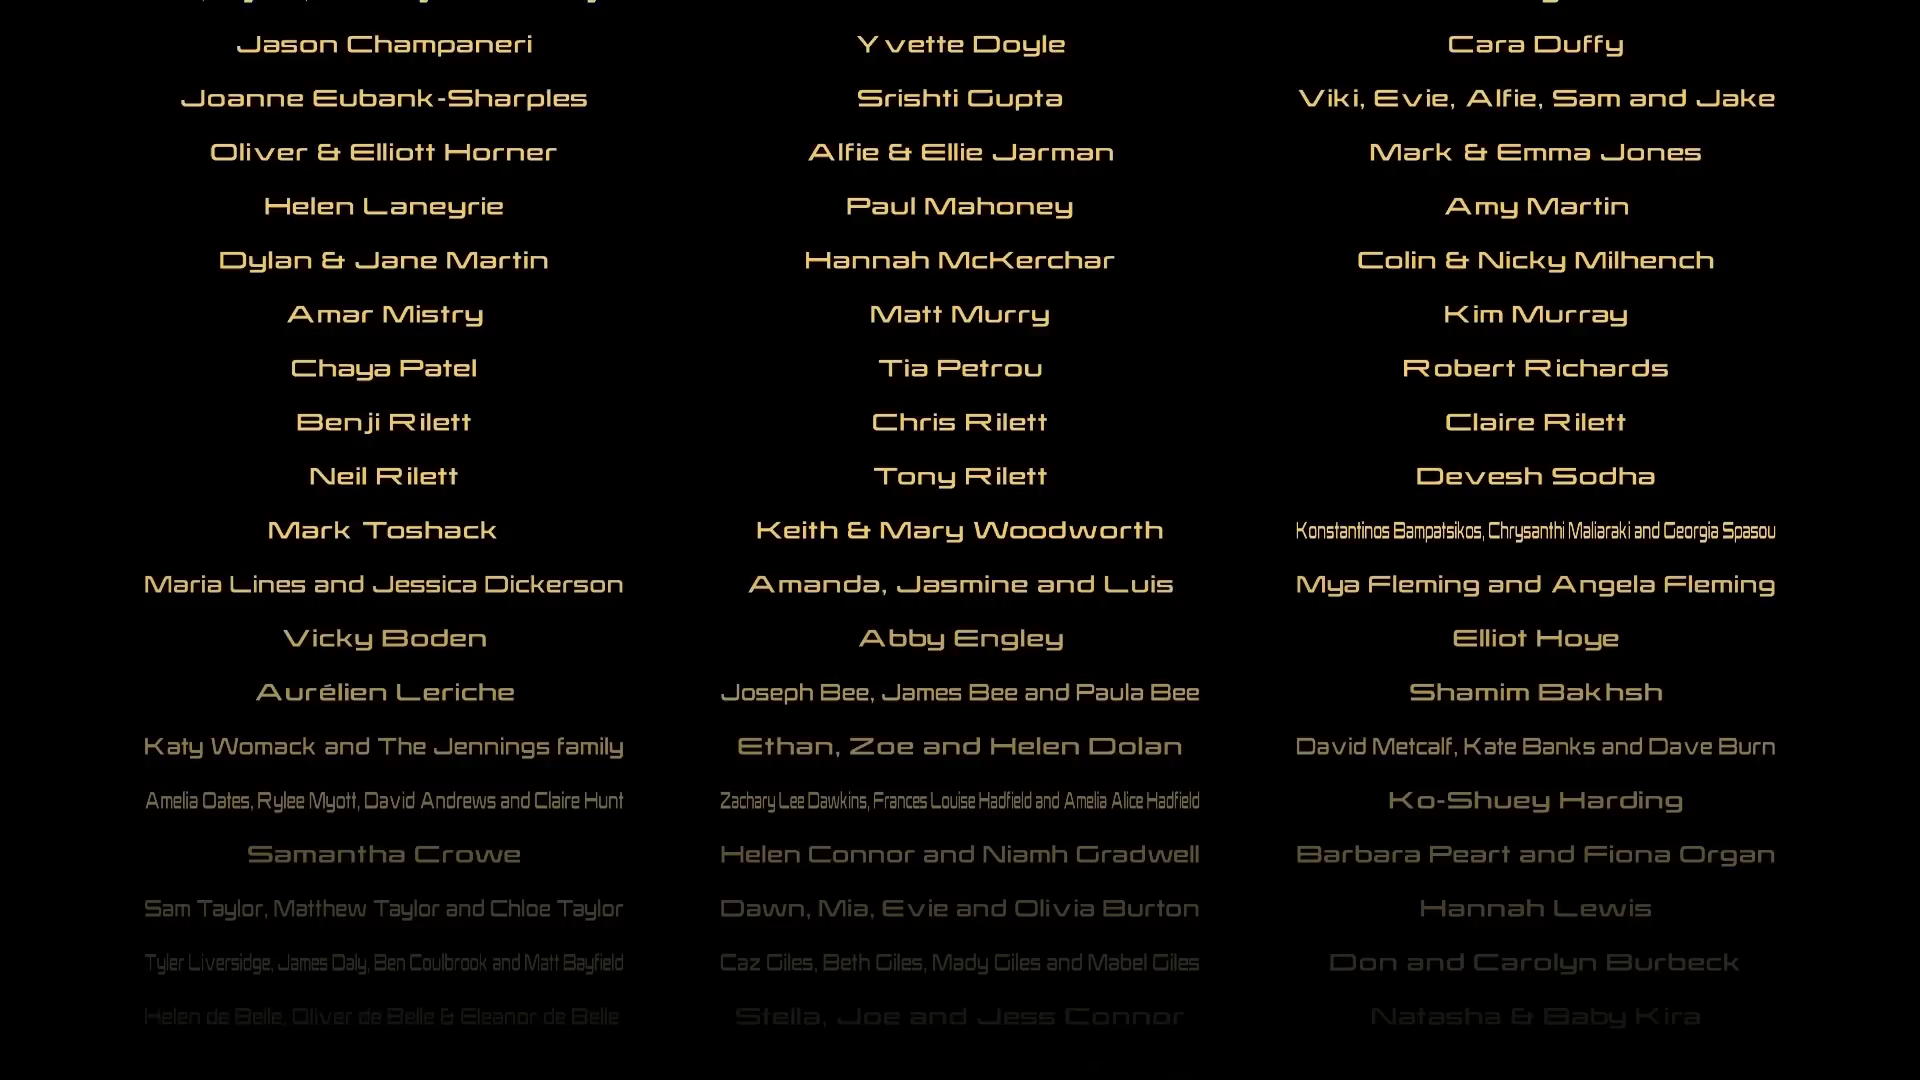 Jason Champaneri
Yvette Doyle
Cara Duffy
Joanne Eubank-Sharples
Srishti Gupta
Viki, Evie, Alfie, Sam and Jake
Oliver & Elliott Horner
Alfie & Ellie Jarman
Mark & Emma Jones
Helen Laneyrie
Paul Mahoney
Amy Martin
Dylan & Jane Martin
Hannah McKerchar
Colin & Nicky Milhench
Amar Mistry
Matt Murry
Kim Murray
Chaya Patel
Tia Petrou
Robert Richards
Benji Rilett
Chris Rilett
Claire Rilett
Neil Rilett
Tony Rilett
Devesh Sodha
Mark Toshack
Keith & Mary Woodworth
Konstantinos Bampatsikos, Chrysanthi Maliaraki and Georgia Spasou
Maria Lines and Jessica Dickerson
Amanda, Jasmine and Luis
Mya Fleming and Angela Fleming
Vicky Boden
Abby Engley
Elliot Hoye
Aurélien Leriche
Joseph Bee, James Bee and Paula Bee
Shamim Bakhsh
Katy Womack and The Jennings family
Ethan, Zoe and Helen Dolan
David Metcalf, Kate Banks and Dave Burn
Amelia Oates, Rylee Myott, David Andrews and Claire Hunt
Zachary Lee Dawkins, Frances Louise Hadfield and Amelia Alice Hadfield
Ko-Shuey Harding
Samantha Crowe
Helen Connor and Niamh Gradwell
Barbara Peart and Fiona Organ
Sam Taylor, Matthew Taylor and Chloe Taylor
Dawn, Mia, Evie and Olivia Burton
Hannah Lewis
Tyler Liversidge, James Daly, Ben Coulbrook and Matt Bayfield
Caz Giles, Beth Giles, Mady Giles and Mabel Giles
Don and Carolyn Burbeck
Helen de Belle, Oliver de Belle & Eleanor de Belle
Stella, Joe and Jess Connor
Natasha & Baby Kira